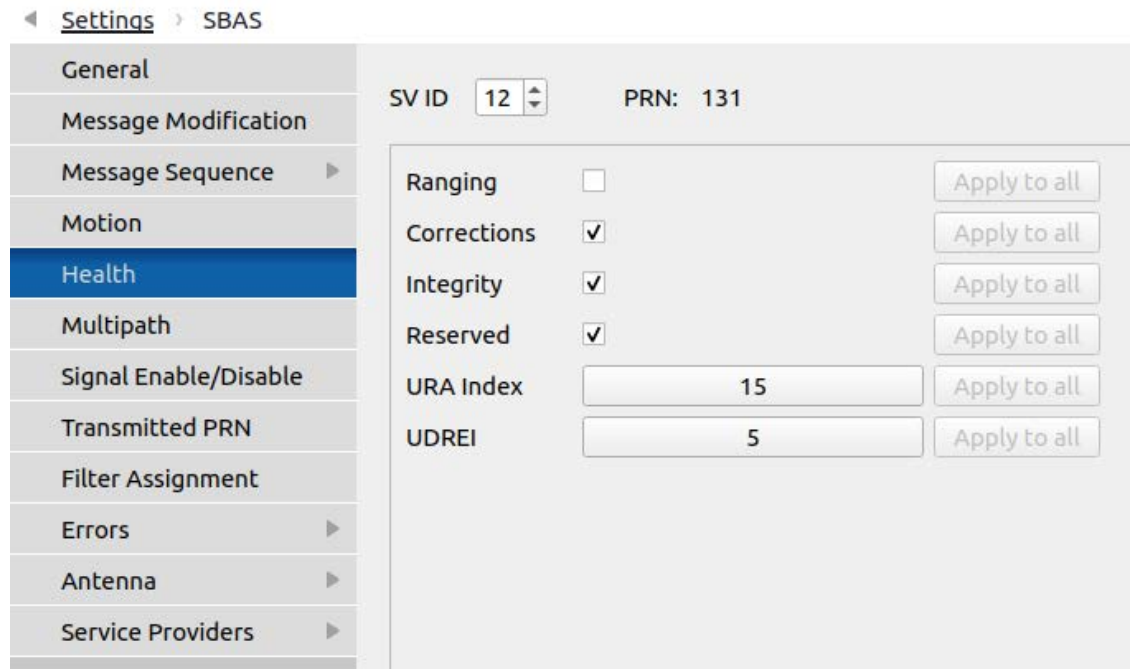 Settings > SBAS
General
Message Modification
Message Sequence
Motion
Health
Multipath
Signal Enable/Disable
Transmitted PRN
Filter Assignment
Errors
Antenna
Service Providers
SV ID 12 PRN: 131
Ranging Apply to all
Corrections Apply to all
Integrity Apply to all
Reserved Apply to all
URA Index 15 Apply to all
UDREI 5 Apply to all